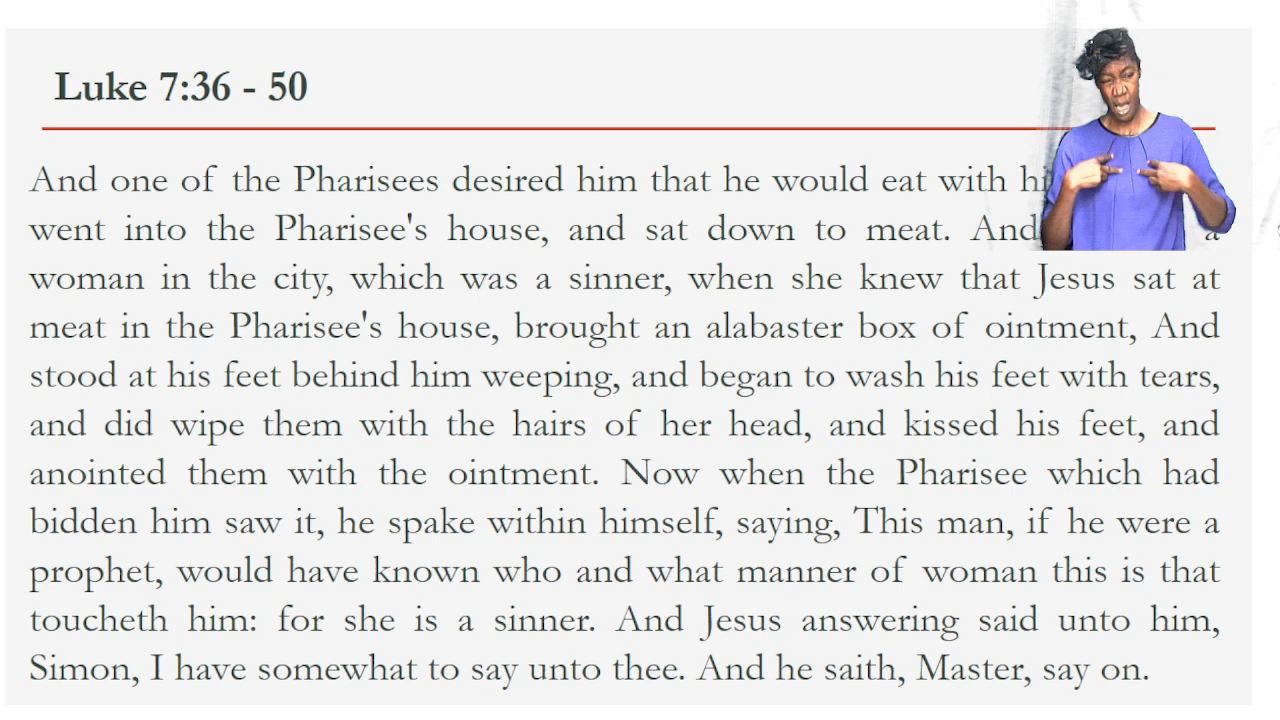 Luke 7:36 - 50
And one of the Pharisees desired him that he would eat with
went into the Pharisee's house, and sat down to meat. And a
woman in the city, which was a sinner, when she knew that Jesus sat at
meat in the Pharisee's house, brought an alabaster box of ointment, And
stood at his feet behind him weeping, and began to wash his feet with tears,
and did wipe them with the hairs of her head, and kissed his feet, and
anointed them with the ointment. Now when the Pharisee which had
bidden him saw it, he spake within himself, saying, This man, if he were a
prophet, would have known who and what manner of woman this is that
toucheth him: for she is a sinner. And Jesus answering said unto him,
Simon, I have somewhat to say unto thee. And he saith, Master, say on.